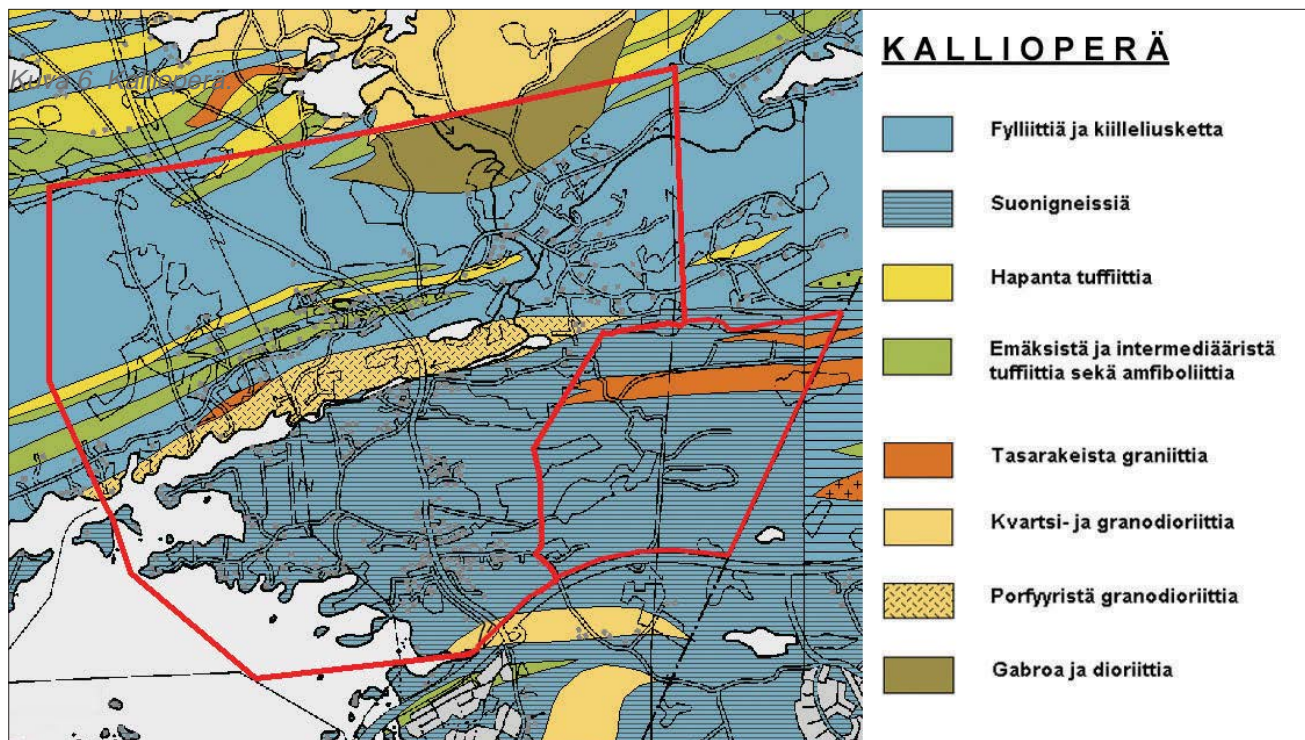 Kuva 6. Kallioperä.
KALLIOPERÄ
Fylliittiä ja kiilleliusketta
Suonigneissiä
Hapanta tuffiittia
Emäksistä ja intermediääristä
tuffiittia sekä amfiboliittia
Tasarakeista graniittia
Kvartsi- ja granodioriittia
Porfyyristä granodioriittia
Gabroa ja dioriittia